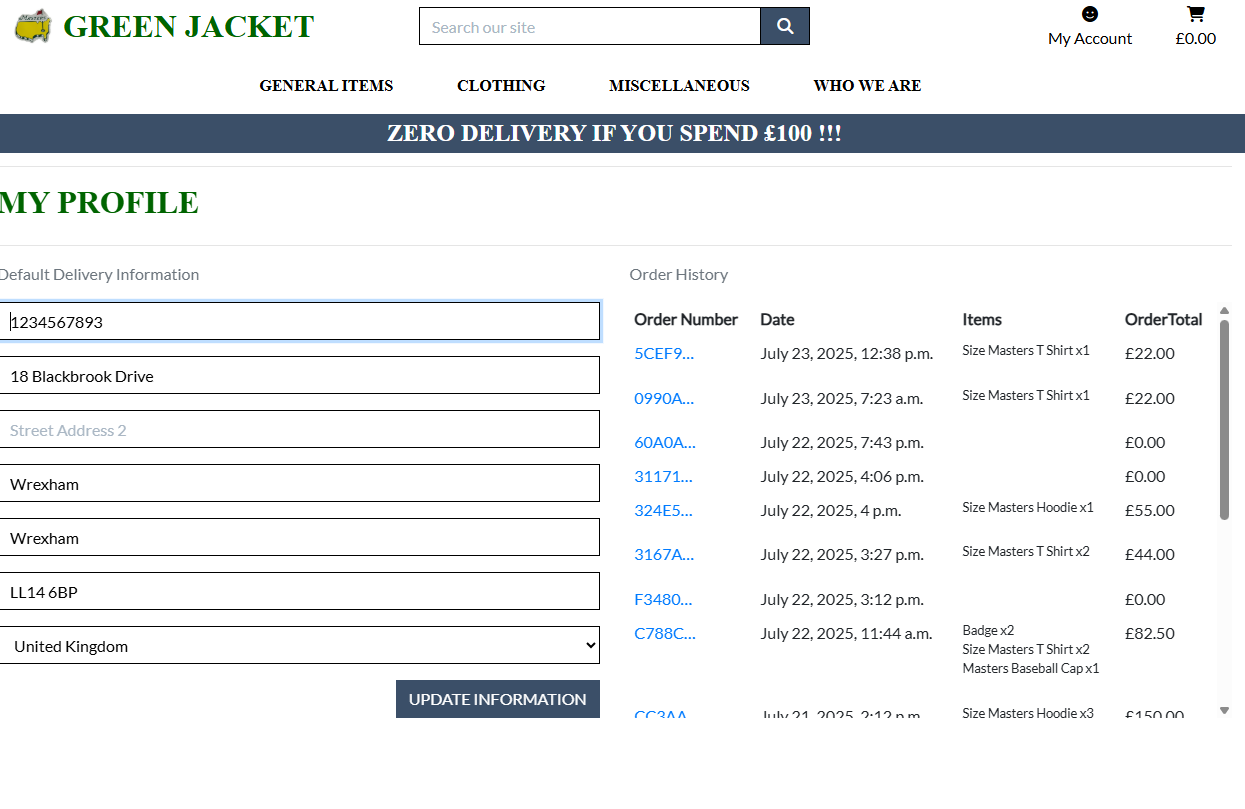 Masters
GREEN JACKET
Search our site
My Account
£0.00
GENERAL ITEMS CLOTHING MISCELLANEOUS WHO WE ARE
ZERO DELIVERY IF YOU SPEND £100 !!!
MY PROFILE
Default Delivery Information
1234567893
18 Blackbrook Drive
Street Address 2
Wrexham
Wrexham
LL14 6BP
United Kingdom
UPDATE INFORMATION
Order History
Order Number Date Items OrderTotal
5CEF9... July 23, 2025, 12:38 p.m. Size Masters T Shirt x1 £22.00
0990A... July 23, 2025, 7:23 a.m. Size Masters T Shirt x1 £22.00
60A0A... July 22, 2025, 7:43 p.m. £0.00
31171... July 22, 2025, 4:06 p.m. £0.00
324E5... July 22, 2025, 4 p.m. Size Masters Hoodie x1 £55.00
3167A... July 22, 2025, 3:27 p.m. Size Masters T Shirt x2 £44.00
F3480... July 22, 2025, 3:12 p.m. £0.00
C788C... July 22, 2025, 11:44 a.m. Badge x2 £82.50
Size Masters T Shirt x2
Masters Baseball Cap x1
CC3AA July 21, 2025, 2:12 p.m. Size Masters Hoodie x3 £150.00